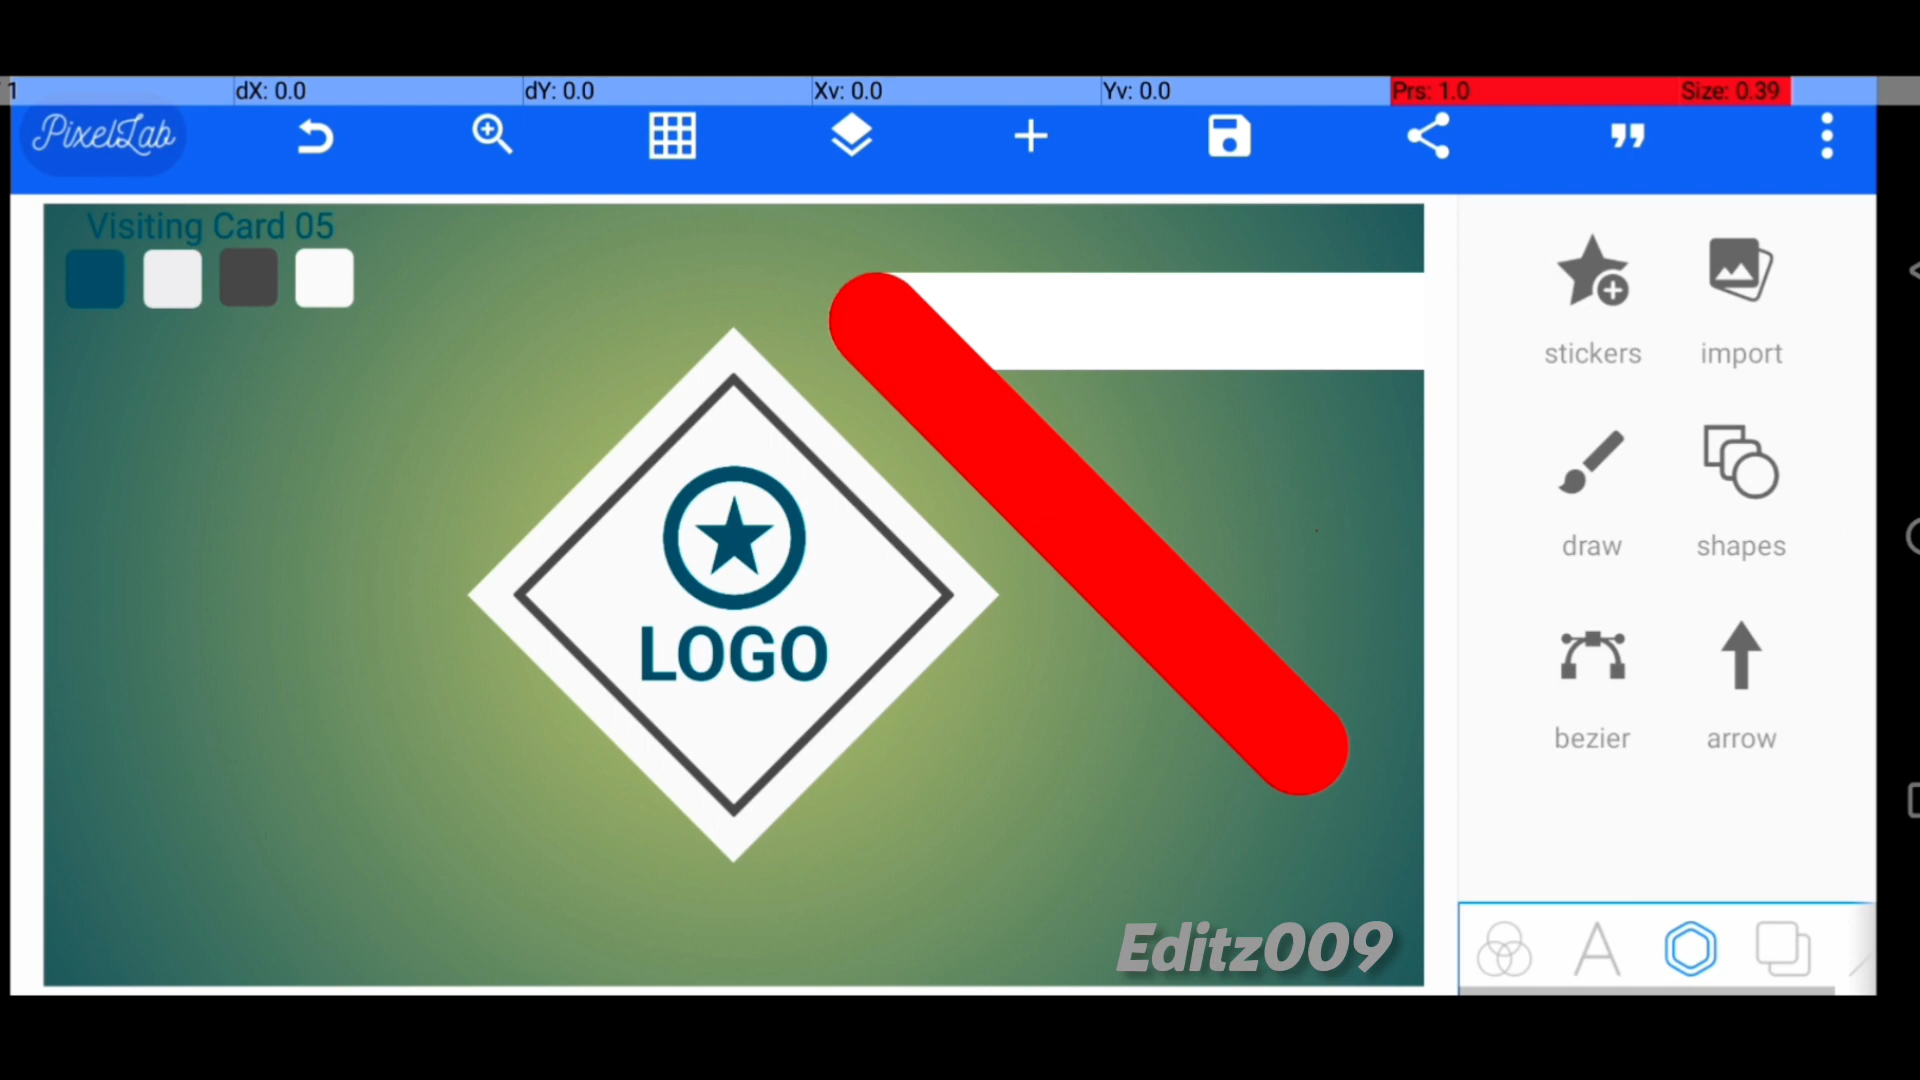 1 dX: 0.0 dY: 0.0 Xv: 0.0 Yv: 0.0 Prs: 1.0 Size: 0.39
PixelLab
Visiting Card 05
LOGO
Editz009
stickers import
draw shapes
bezier arrow